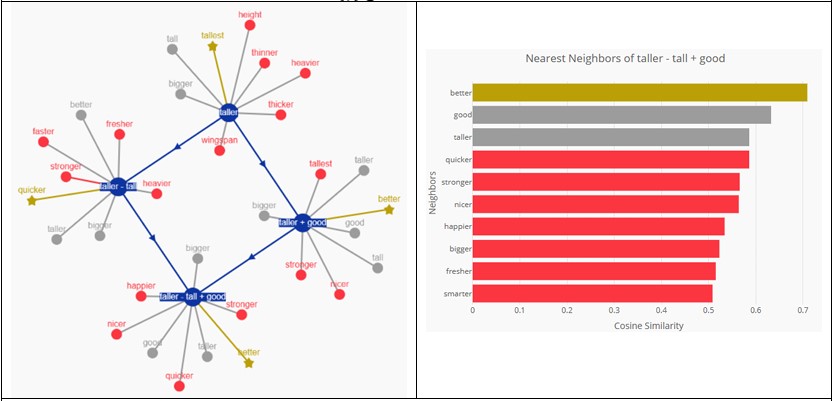 height
tallest
tall
thinner
heavier
bigger
thicker
taller
wingspan
better
fresher
faster
stronger
quicker
taller - tall
heavier
taller
bigger
tallest
taller
better
bigger
taller + good
good
tall
stronger
nicer
bigger
happier
taller - tall + good
stronger
nicer
good
taller
better
quicker
Nearest Neighbors of taller - tall + good
Neighbors
better
good
taller
quicker
stronger
nicer
happier
bigger
fresher
smarter
0 0.1 0.2 0.3 0.4 0.5 0.6 0.7
Cosine Similarity